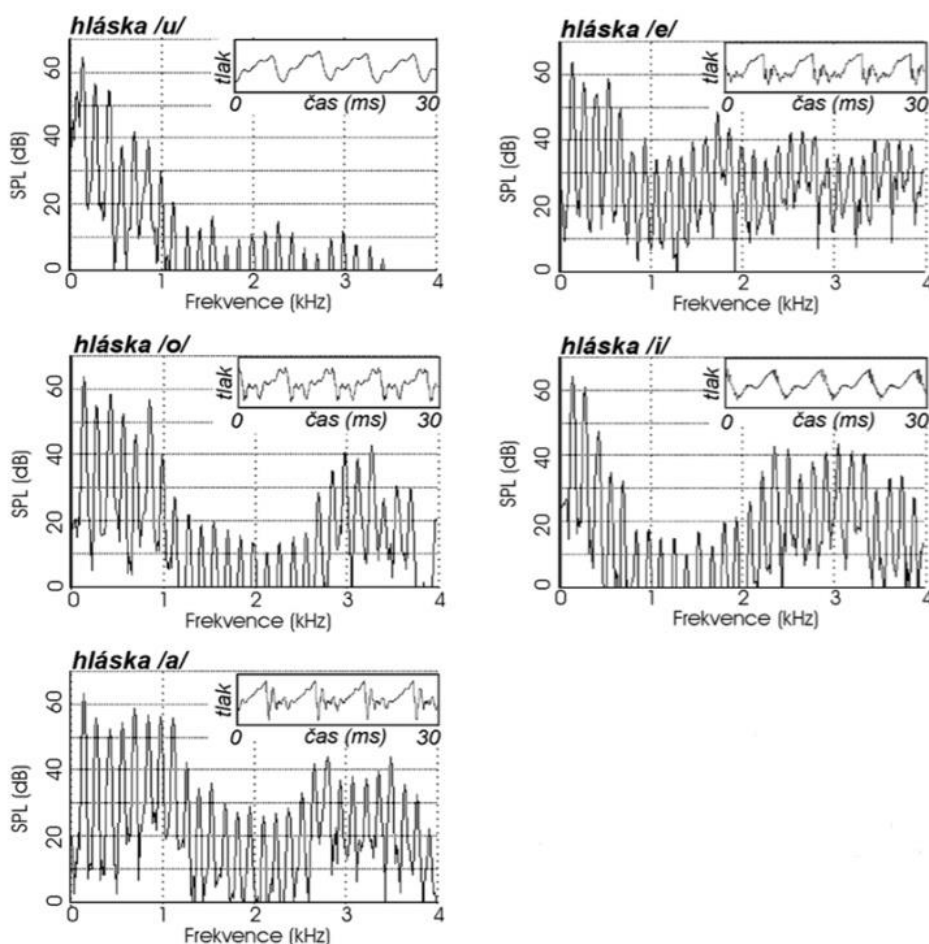 hláska /u/
tlak
0 čas (ms) 30
SPL (dB)
60
40
20
0
0 1 2 3 4
Frekvence (kHz)
hláska /e/
tlak
0 čas (ms) 30
SPL (dB)
60
40
20
0
0 1 2 3 4
Frekvence (kHz)
hláska /o/
tlak
0 čas (ms) 30
SPL (dB)
60
40
20
0
0 1 2 3 4
Frekvence (kHz)
hláska /i/
tlak
0 čas (ms) 30
SPL (dB)
60
40
20
0
0 1 2 3 4
Frekvence (kHz)
hláska /a/
tlak
0 čas (ms) 30
SPL (dB)
60
40
20
0
0 1 2 3 4
Frekvence (kHz)